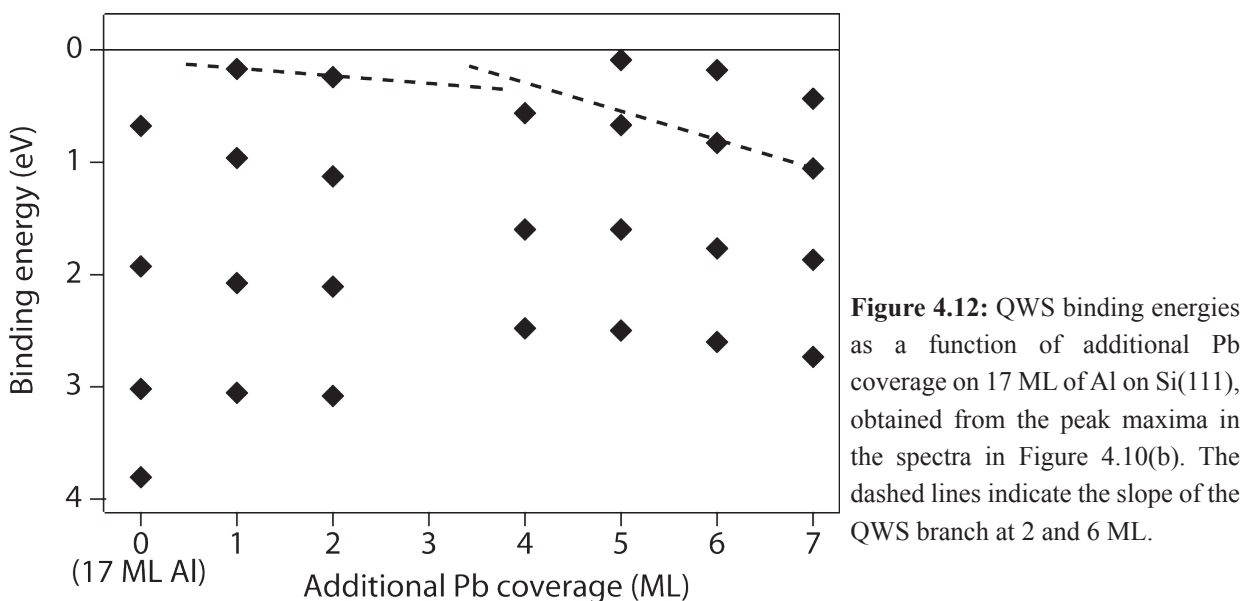 0
1
2
3
4
Binding energy (eV)
0 1 2 3 4 5 6 7
(17 ML Al)
Additional Pb coverage (ML)
Figure 4.12: QWS binding energies
as a function of additional Pb
coverage on 17 ML of Al on Si(111),
obtained from the peak maxima in
the spectra in Figure 4.10(b). The
dashed lines indicate the slope of the
QWS branch at 2 and 6 ML.